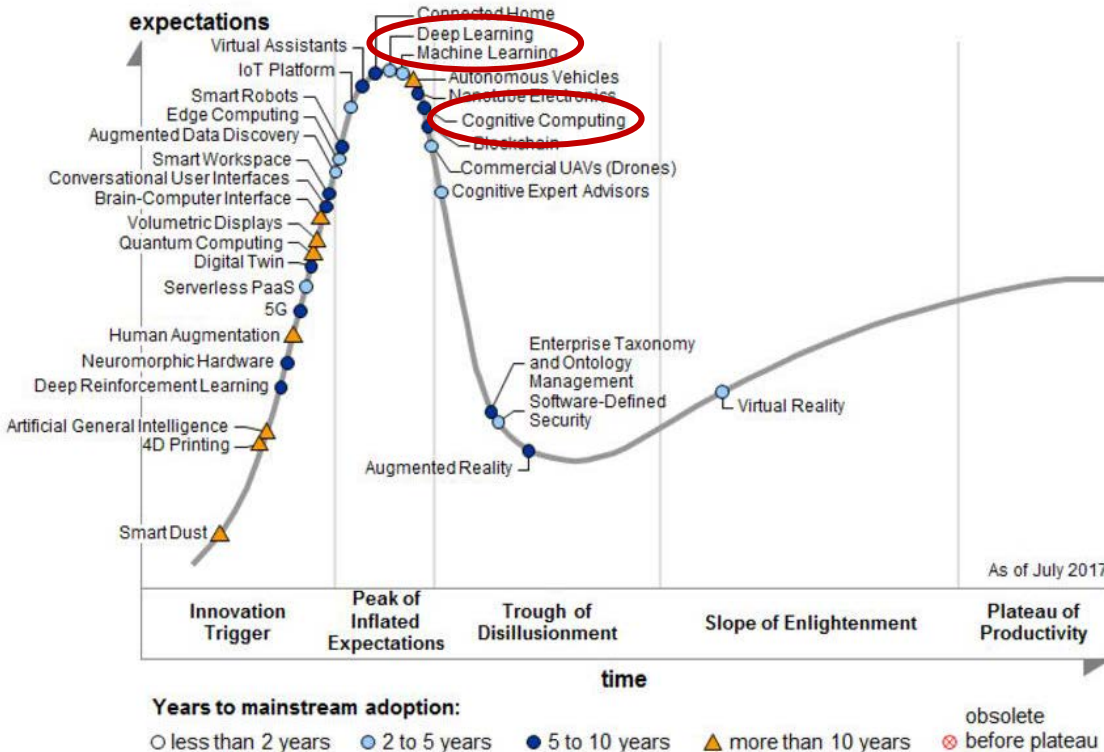 expectations
Connected Home
Deep Learning
Machine Learning
Virtual Assistants
IoT Platform
Autonomous Vehicles
Nanotube Electronics
Smart Robots
Edge Computing
Cognitive Computing
Augmented Data Discovery
Blockchain
Smart Workspace
Commercial UAVs (Drones)
Conversational User Interfaces
Cognitive Expert Advisors
Brain-Computer Interface
Volumetric Displays
Quantum Computing
Digital Twin
Serverless PaaS
5G
Human Augmentation
Neuromorphic Hardware
Deep Reinforcement Learning
Artificial General Intelligence
4D Printing
Smart Dust
Enterprise Taxonomy
and Ontology
Management
Software-Defined
Security
Augmented Reality
Virtual Reality
As of July 2017
Innovation
Trigger
Peak of
Inflated
Expectations
Trough of
Disillusionment
Slope of Enlightenment
Plateau of
Productivity
time
Years to mainstream adoption:
less than 2 years
2 to 5 years
5 to 10 years
more than 10 years
obsolete
before plateau